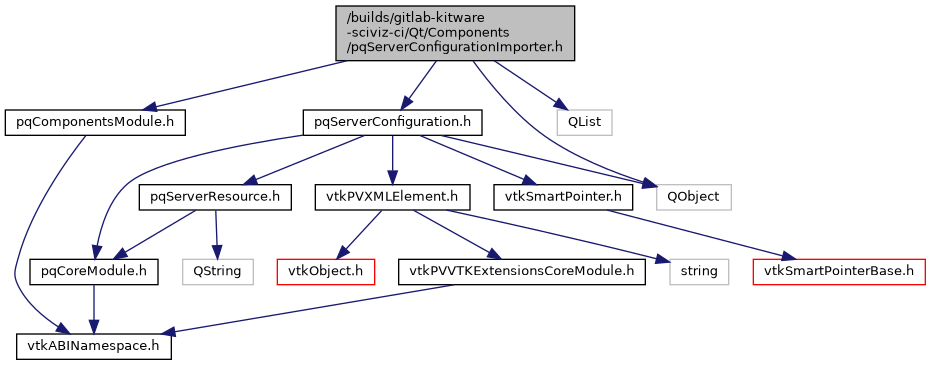 /builds/gitlab-kitware
-sciviz-ci/Qt/Components
/pqServerConfigurationImporter.h
pqComponentsModule.h
pqServerConfiguration.h
QList
pqServerResource.h
vtkPVXMLElement.h
vtkSmartPointer.h
QObject
pqCoreModule.h
QString
vtkObject.h
vtkPVVTKExtensionsCoreModule.h
string
vtkSmartPointerBase.h
vtkABINamespace.h